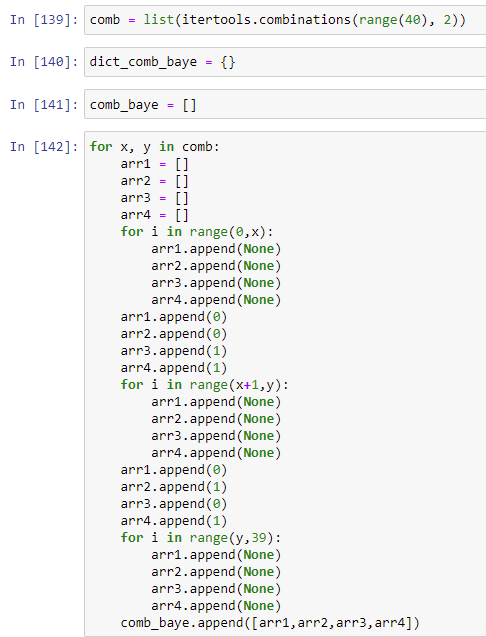 In [139]: comb = list(itertools.combinations(range(40), 2))
In [140]: dict_comb_baye = {}
In [141]: comb_baye = []
In [142]: for x, y in comb:
    arr1 = []
    arr2 = []
    arr3 = []
    arr4 = []
    for i in range(0,x):
        arr1.append(None)
        arr2.append(None)
        arr3.append(None)
        arr4.append(None)
    arr1.append(0)
    arr2.append(0)
    arr3.append(1)
    arr4.append(1)
    for i in range(x+1,y):
        arr1.append(None)
        arr2.append(None)
        arr3.append(None)
        arr4.append(None)
    arr1.append(0)
    arr2.append(1)
    arr3.append(0)
    arr4.append(1)
    for i in range(y,39):
        arr1.append(None)
        arr2.append(None)
        arr3.append(None)
        arr4.append(None)
    comb_baye.append([arr1,arr2,arr3,arr4])